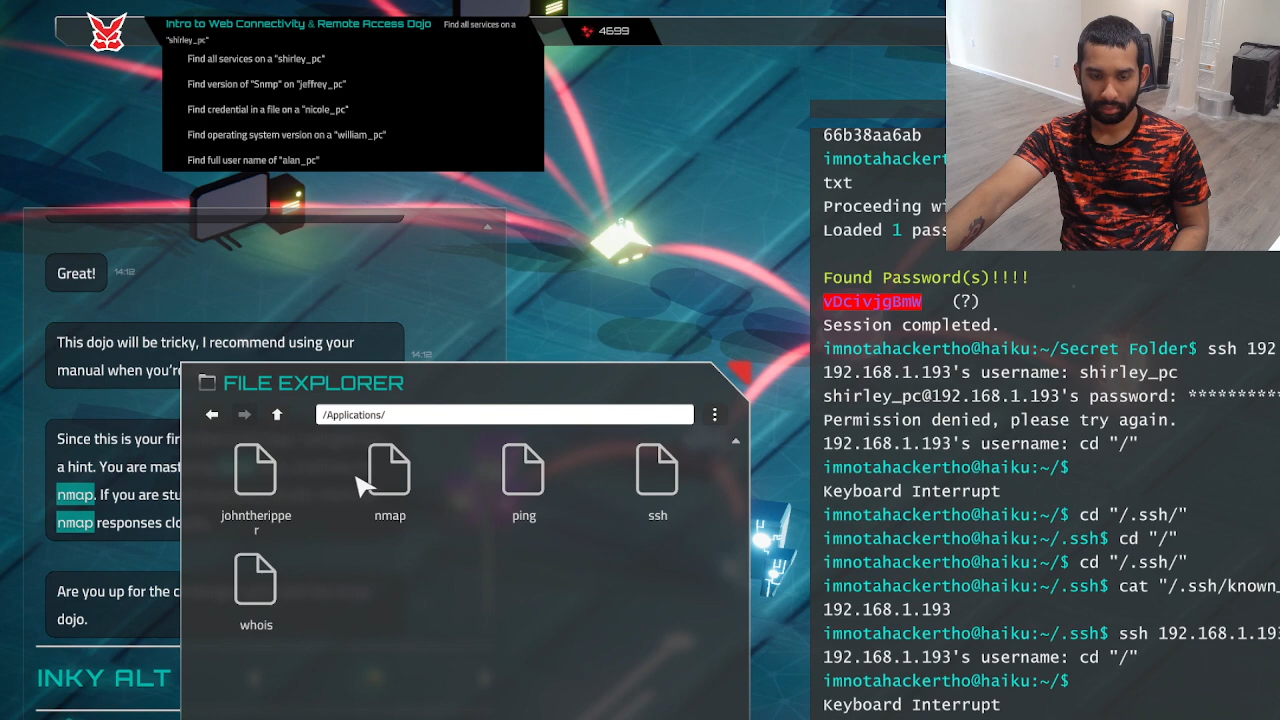 Intro to Web Connectivity & Remote Access Dojo Find all services on a
"shirley_pc"
Find all services on a "shirley_pc"
Find version of "Snmp" on "jeffrey_pc"
Find credential in a file on a "nicole_pc"
Find operating system version on a "william_pc"
Find full user name of "alan_pc"
4699
Great! 14:12
This dojo will be tricky, I recommend using your
manual when you're
14:12
Since this is your fir
a hint. You are mast
nmap. If you are stu
nmap responses clo
Are you up for the c
dojo.
INKY ALT
FILE EXPLORER
/Applications/
johntherippe
r
nmap
ping
ssh
whois
66b38aa6ab
imnotahackert
txt
Proceeding wi
Loaded 1 pass
Found Password(s)!!!!
vDcivjgBmW (?)
Session completed.
imnotahackertho@haiku:~/Secret Folder$ ssh 192
192.168.1.193's username: shirley_pc
shirley_pc@192.168.1.193's password: **********
Permission denied, please try again.
192.168.1.193's username: cd "/"
imnotahackertho@haiku:~/$
Keyboard Interrupt
imnotahackertho@haiku:~/$ cd "/.ssh/"
imnotahackertho@haiku:~/.ssh$ cd "/"
imnotahackertho@haiku:~/$ cd "/.ssh/"
imnotahackertho@haiku:~/.ssh$ cat "/.ssh/known_
192.168.1.193
imnotahackertho@haiku:~/.ssh$ ssh 192.168.1.193
192.168.1.193's username: cd "/"
imnotahackertho@haiku:~/$
Keyboard Interrupt